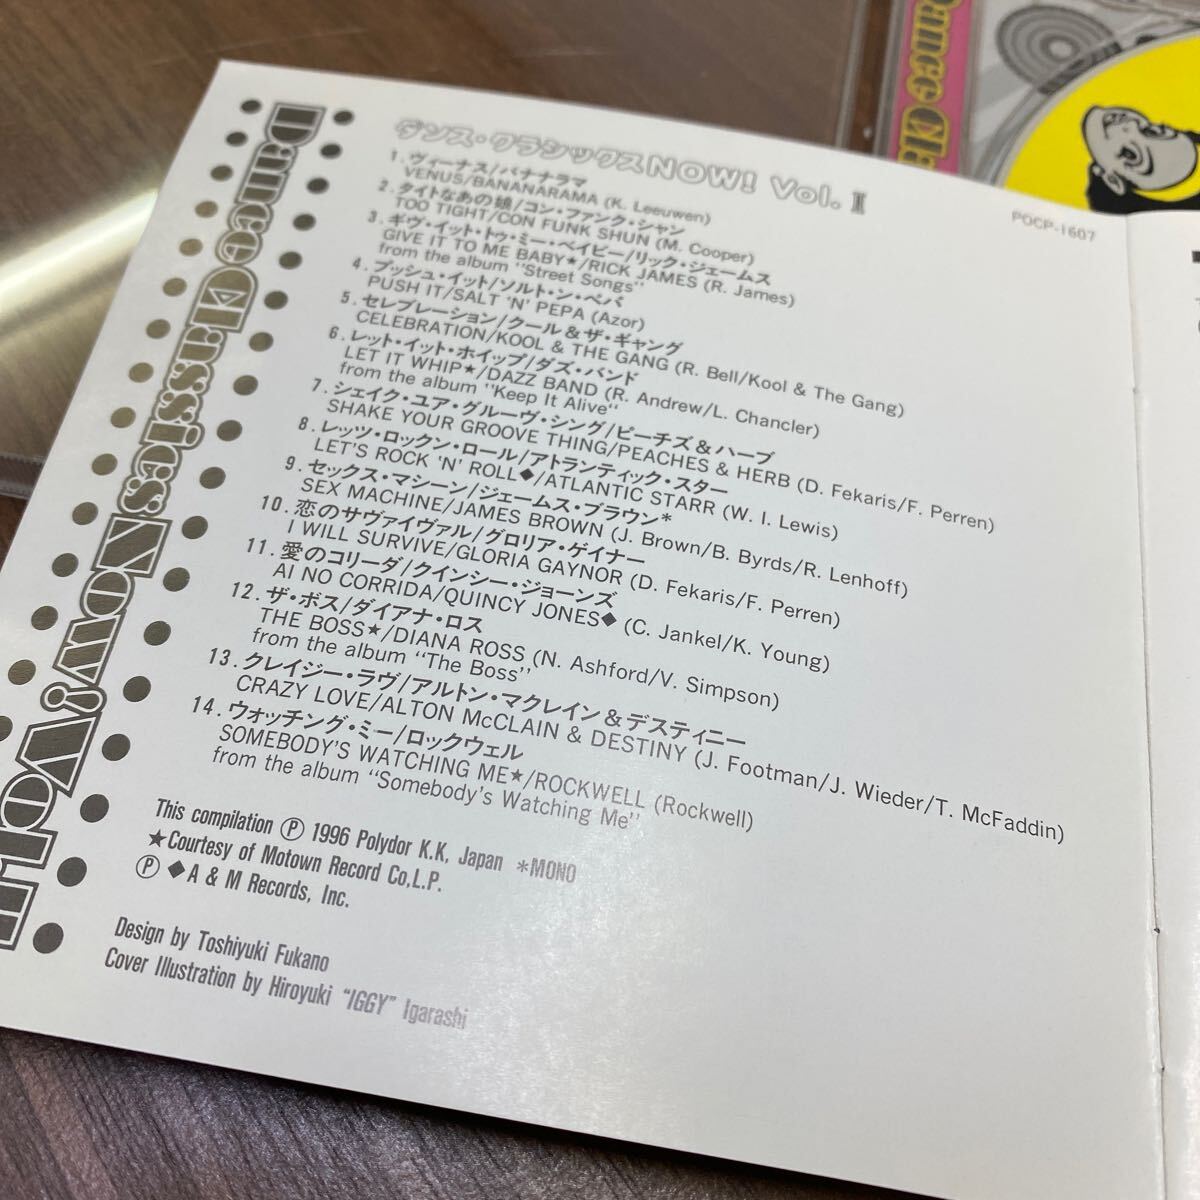 Dance Classics Now! Vol. II
ダンス・クラシックスNOW! Vol. II
POCP-1607
1. ヴィーナス/バナナラマ
VENUS/BANANARAMA (K. Leeuwen)
2. タイトなあの娘/コン・ファンク・シャン
TOO TIGHT/CON FUNK SHUN (M. Cooper)
3. ギヴ・イット・トゥ・ミー・ベイビー/リック・ジェームス
GIVE IT TO ME BABY★/RICK JAMES (R. James)
from the album "Street Songs"
4. プッシュ・イット/ソルト・ン・ペパ
PUSH IT/SALT 'N' PEPA (Azor)
5. セレブレーション/クール＆ザ・ギャング
CELEBRATION/KOOL & THE GANG (R. Bell/Kool & The Gang)
6. レット・イット・ホイップ/ダズ・バンド
LET IT WHIP★/DAZZ BAND (R. Andrew/L. Chancler)
from the album "Keep It Alive"
7. シェイク・ユア・グルーヴ・シング/ピーチズ＆ハーブ
SHAKE YOUR GROOVE THING/PEACHES & HERB (D. Fekaris/F. Perren)
8. レッツ・ロックン・ロール/アトランティック・スター
LET'S ROCK 'N' ROLL◆/ATLANTIC STARR (W. I. Lewis)
9. セックス・マシーン/ジェームス・ブラウン*
SEX MACHINE/JAMES BROWN (J. Brown/B. Byrds/R. Lenhoff)
10. 恋のサヴァイヴァル/グロリア・ゲイナー
I WILL SURVIVE/GLORIA GAYNOR (D. Fekaris/F. Perren)
11. 愛のコリーダ/クインシー・ジョーンズ
AI NO CORRIDA/QUINCY JONES◆ (C. Jankel/K. Young)
12. ザ・ボス/ダイアナ・ロス
THE BOSS★/DIANA ROSS (N. Ashford/V. Simpson)
from the album "The Boss"
13. クレイジー・ラヴ/アルトン・マクレイン＆デスティニー
CRAZY LOVE/ALTON McCLAIN & DESTINY (J. Footman/J. Wieder/T. McFaddin)
14. ウォッチング・ミー/ロックウェル
SOMEBODY'S WATCHING ME★/ROCKWELL (Rockwell)
from the album "Somebody's Watching Me"
This compilation Ⓟ 1996 Polydor K.K, Japan *MONO
★Courtesy of Motown Record Co,L.P.
Ⓟ ◆A & M Records, Inc.
Design by Toshiyuki Fukano
Cover Illustration by Hiroyuki "IGGY" Igarashi
Dance Cla